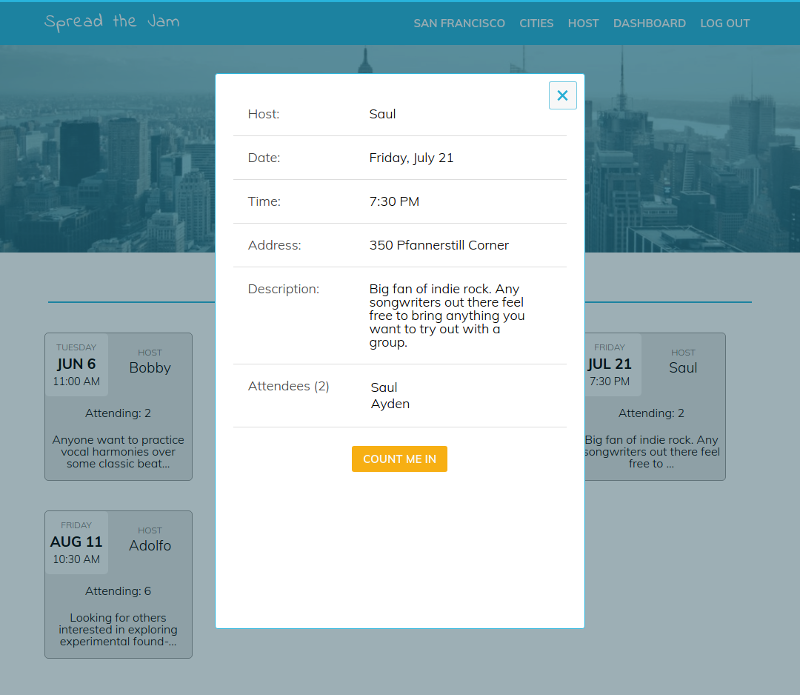 Spread the Jam
SAN FRANCISCO CITIES HOST DASHBOARD LOG OUT
×
Host: Saul
Date: Friday, July 21
Time: 7:30 PM
Address: 350 Pfannerstill Corner
Description: Big fan of indie rock. Any
songwriters out there feel
free to bring anything you
want to try out with a
group.
Attendees (2) Saul
Ayden
COUNT ME IN
TUESDAY
JUN 6
11:00 AM
HOST
Bobby
Attending: 2
Anyone want to practice
vocal harmonies over
some classic beat...
FRIDAY
JUL 21
7:30 PM
HOST
Saul
Attending: 2
Big fan of indie rock. Any
songwriters out there feel
free to ...
FRIDAY
AUG 11
10:30 AM
HOST
Adolfo
Attending: 6
Looking for others
interested in exploring
experimental found-...